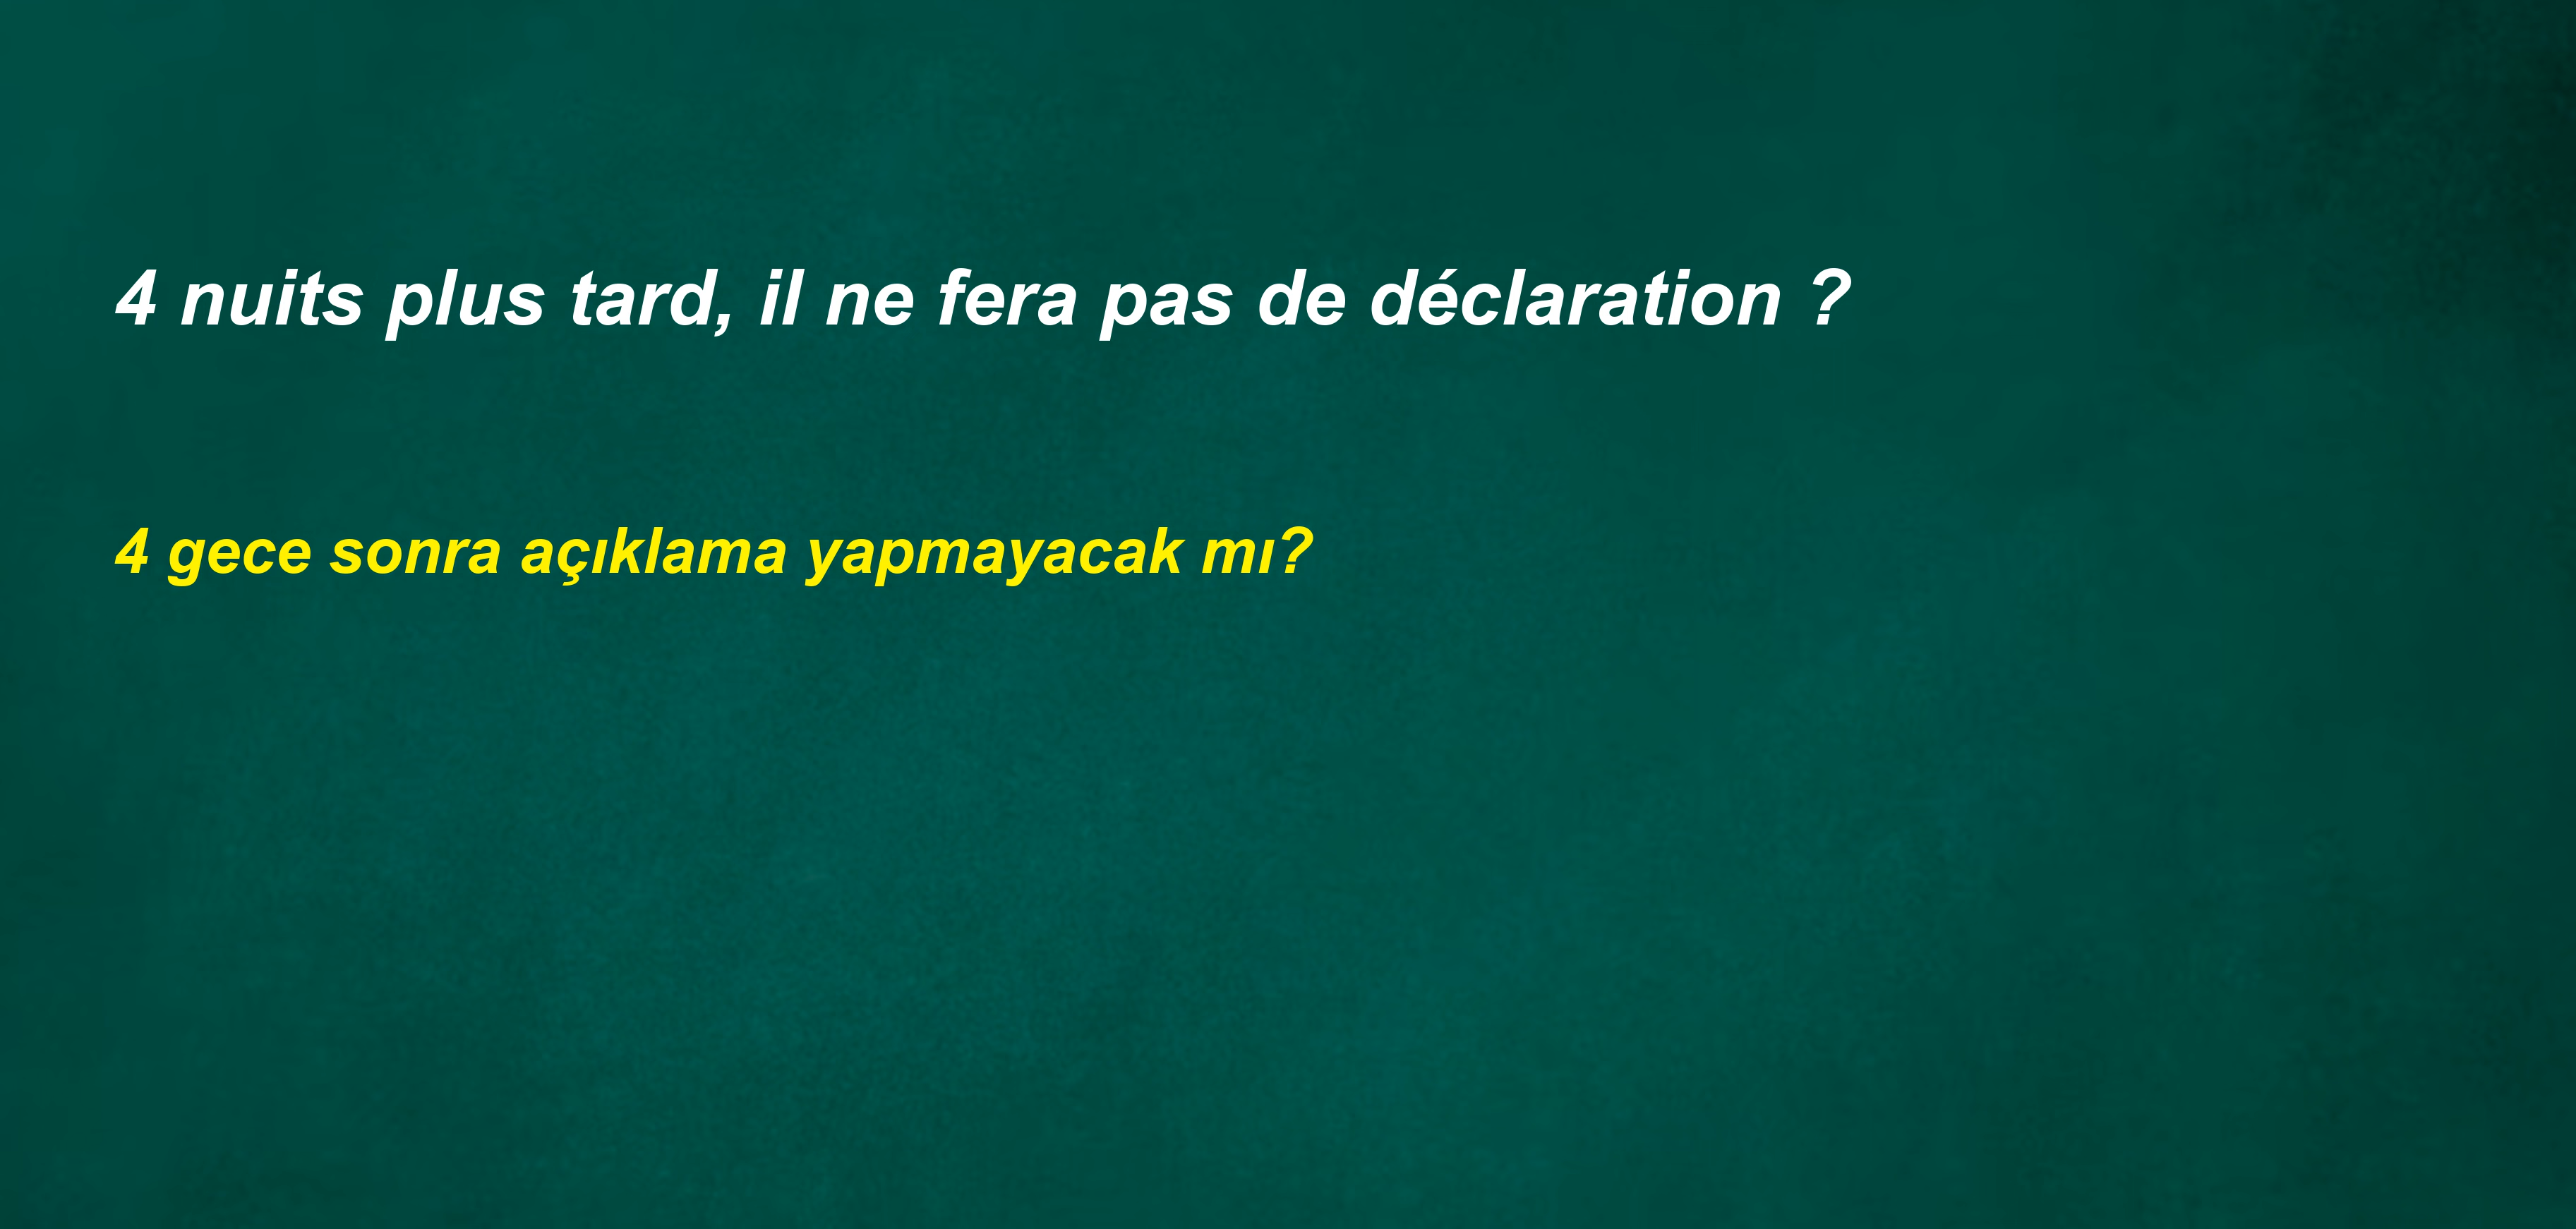 4 nuits plus tard, il ne fera pas de déclaration ?
4 gece sonra açıklama yapmayacak mı?